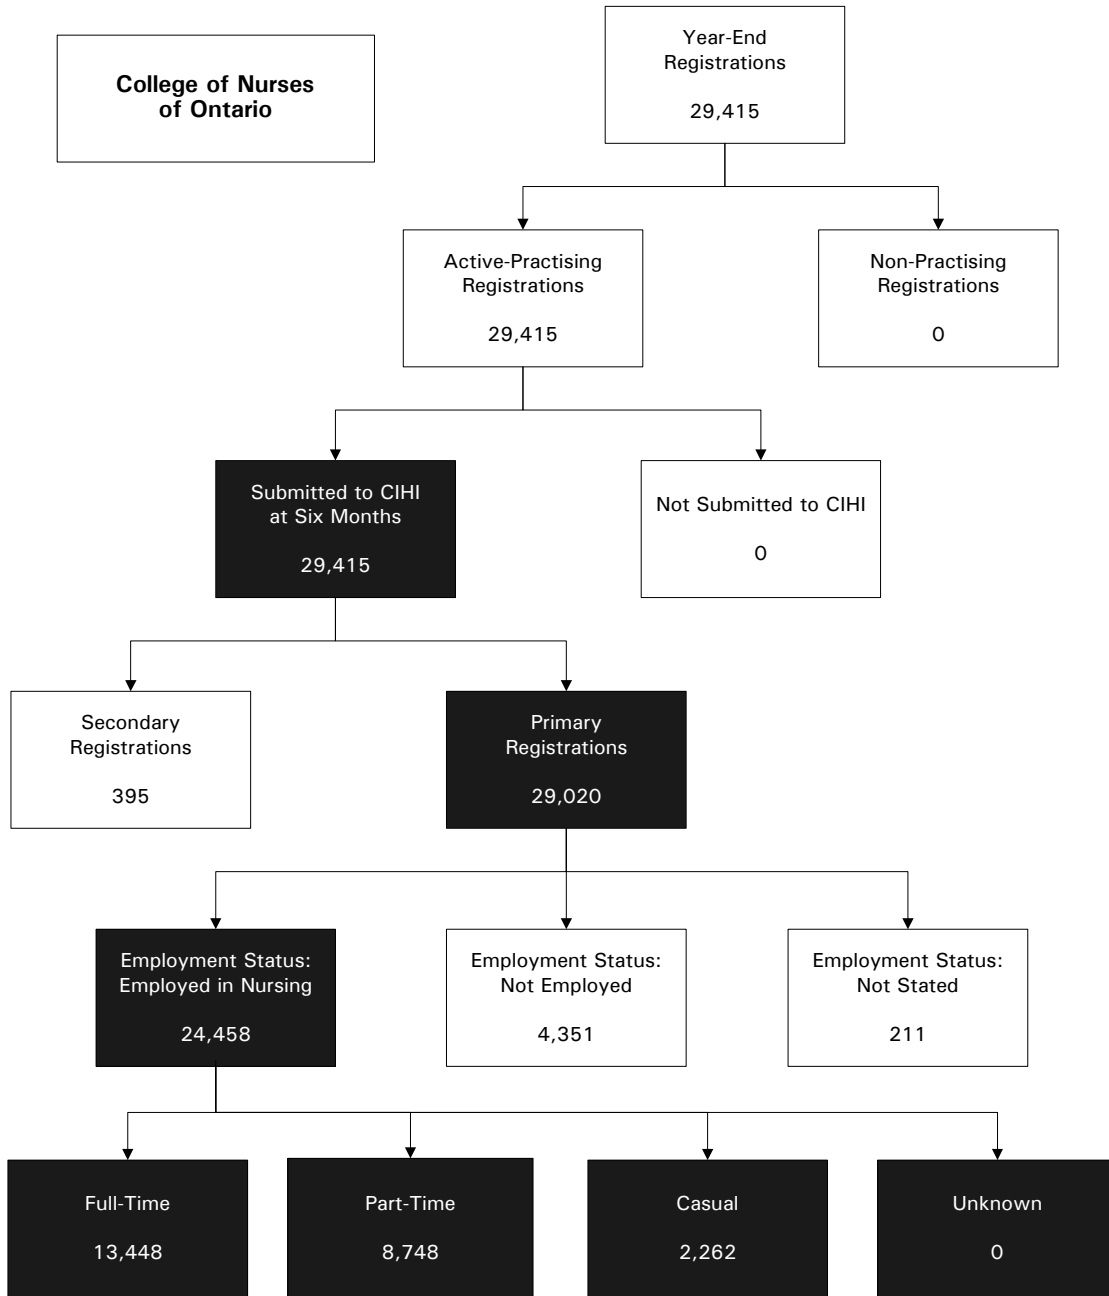 College of Nurses
of Ontario
Year-End
Registrations
29,415
Active-Practising
Registrations
29,415
Non-Practising
Registrations
0
Submitted to CIHI
at Six Months
29,415
Not Submitted to CIHI
0
Secondary
Registrations
395
Primary
Registrations
29,020
Employment Status:
Employed in Nursing
24,458
Employment Status:
Not Employed
4,351
Employment Status:
Not Stated
211
Full-Time
13,448
Part-Time
8,748
Casual
2,262
Unknown
0